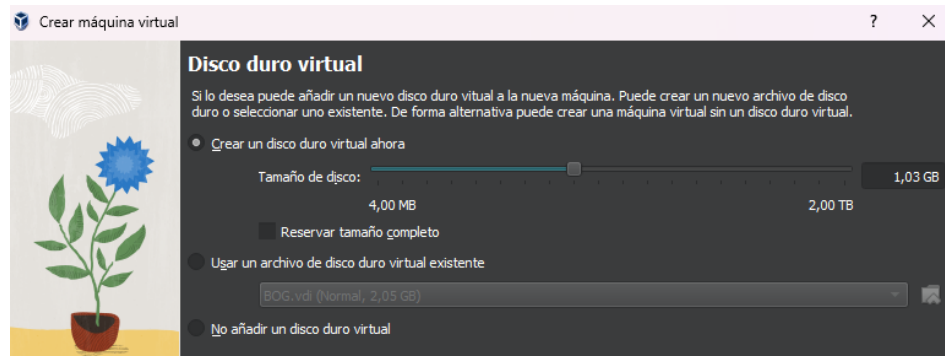 Crear máquina virtual
Disco duro virtual
Si lo desea puede añadir un nuevo disco duro vitual a la nueva máquina. Puede crear un nuevo archivo de disco
duro o seleccionar uno existente. De forma alternativa puede crear una máquina virtual sin un disco duro virtual.
Crear un disco duro virtual ahora
Tamaño de disco:
1,03 GB
4,00 MB
2,00 TB
Reservar tamaño completo
Usar un archivo de disco duro virtual existente
BOG.vdi (Normal, 2,05 GB)
No añadir un disco duro virtual